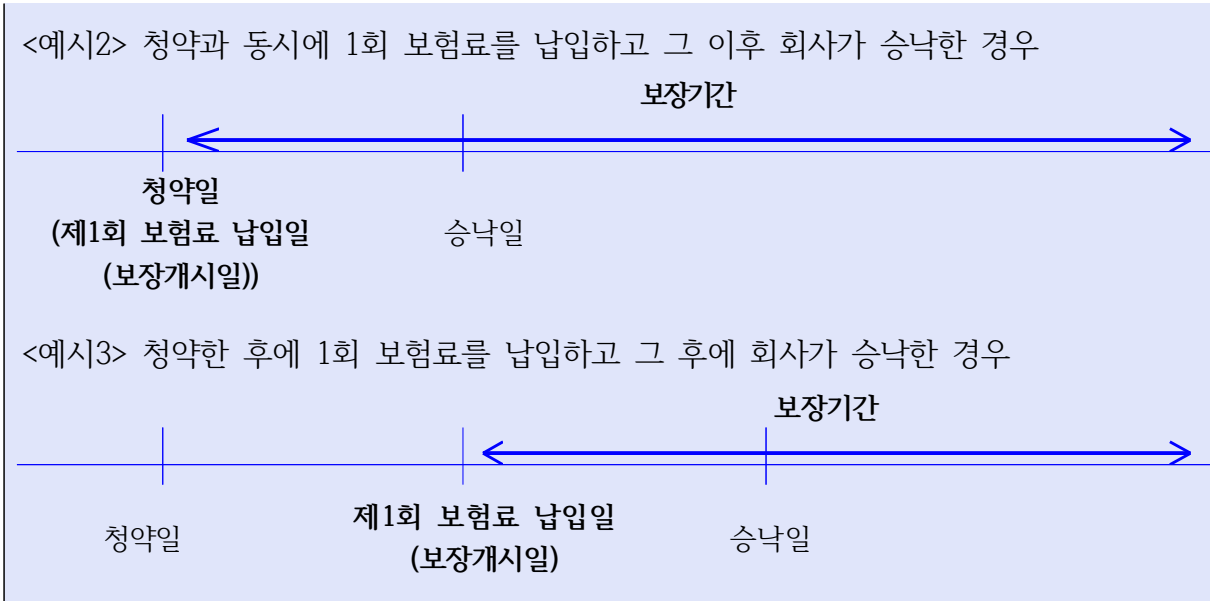 <예시2> 청약과 동시에 1회 보험료를 납입하고 그 이후 회사가 승낙한 경우
보장기간
청약일
(제1회 보험료 납입일
(보장개시일))
승낙일
<예시3> 청약한 후에 1회 보험료를 납입하고 그 후에 회사가 승낙한 경우
보장기간
청약일
제1회 보험료 납입일
(보장개시일)
승낙일